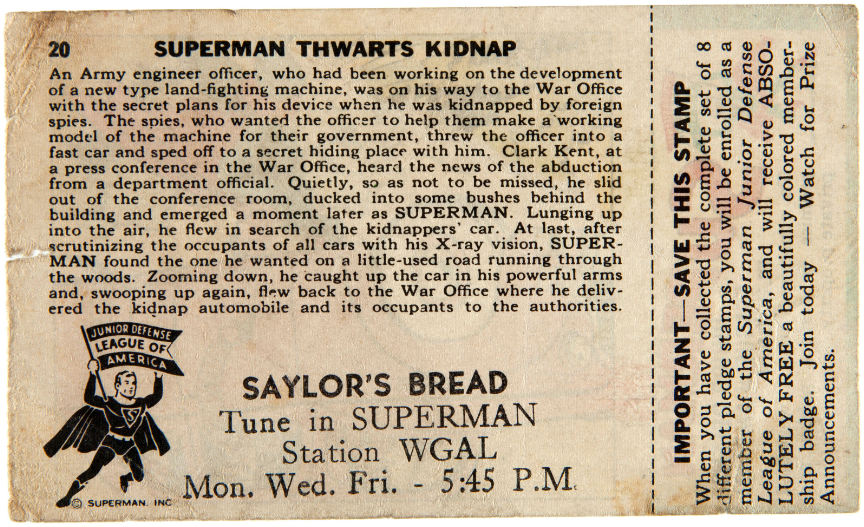 20 SUPERMAN THWARTS KIDNAP
An Army engineer officer, who had been working on the development
of a new type land-fighting machine, was on his way to the War Office
with the secret plans for his device when he was kidnapped by foreign
spies. The spies, who wanted the officer to help them make a working
model of the machine for their government, threw the officer into a
fast car and sped off to a secret hiding place with him. Clark Kent, at
a press conference in the War Office, heard the news of the abduction
from a department official. Quietly, so as not to be missed, he slid
out of the conference room, ducked into some bushes behind the
building and emerged a moment later as SUPERMAN. Lunging up
into the air, he flew in search of the kidnappers' car. At last, after
scrutinizing the occupants of all cars with his X-ray vision, SUPER-
MAN found the one he wanted on a little-used road running through
the woods. Zooming down, he caught up the car in his powerful arms
and, swooping up again, flew back to the War Office where he deliv-
ered the kidnap automobile and its occupants to the authorities.
JUNIOR DEFENSE
LEAGUE OF
AMERICA
S
© SUPERMAN, INC
SAYLOR'S BREAD
Tune in SUPERMAN
Station WGAL
Mon. Wed. Fri. - 5:45 P.M.
IMPORTANT—SAVE THIS STAMP
When you have collected the complete set of 8
different pledge stamps, you will be enrolled as a
member of the Superman Junior Defense
League of America, and will receive ABSO-
LUTELY FREE a beautifully colored member-
ship badge. Join today — Watch for Prize
Announcements.